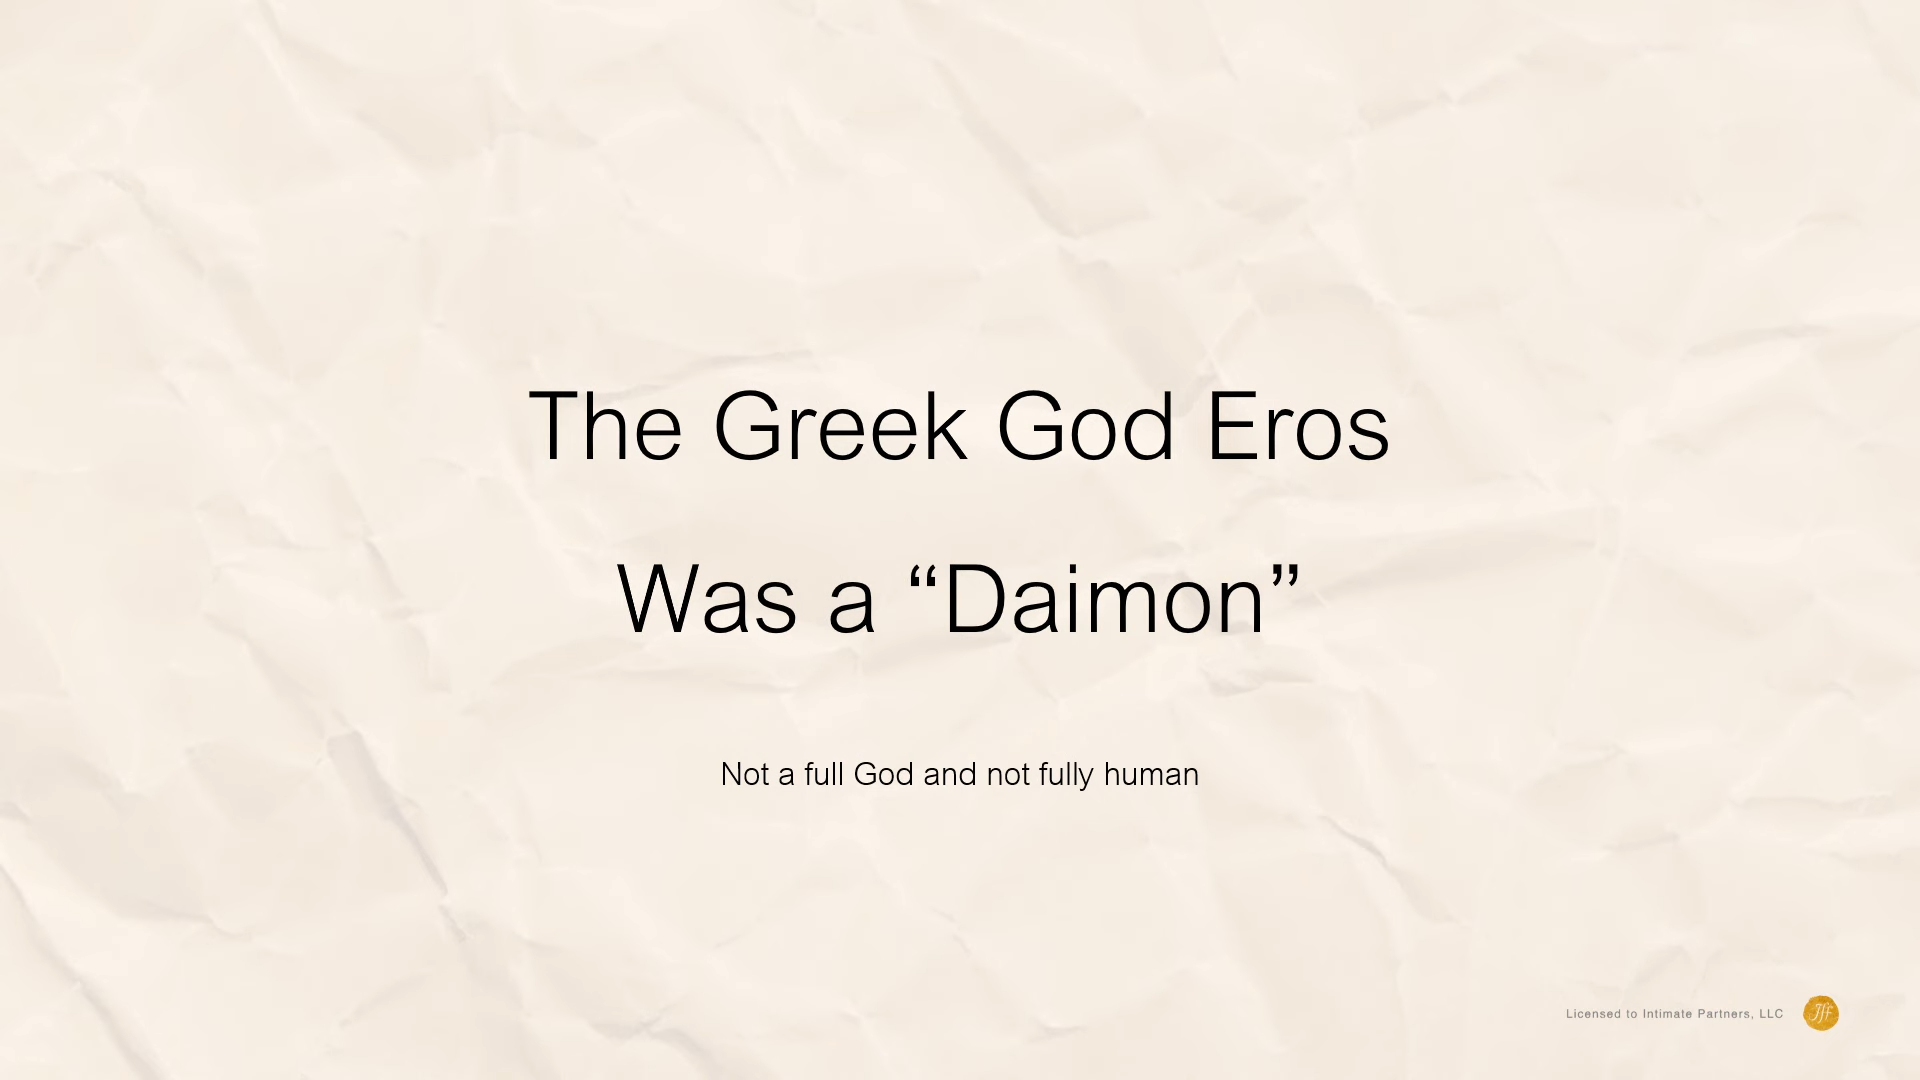 The Greek God Eros
Was a “Daimon”
Not a full God and not fully human
Licensed to Intimate Partners, LLC